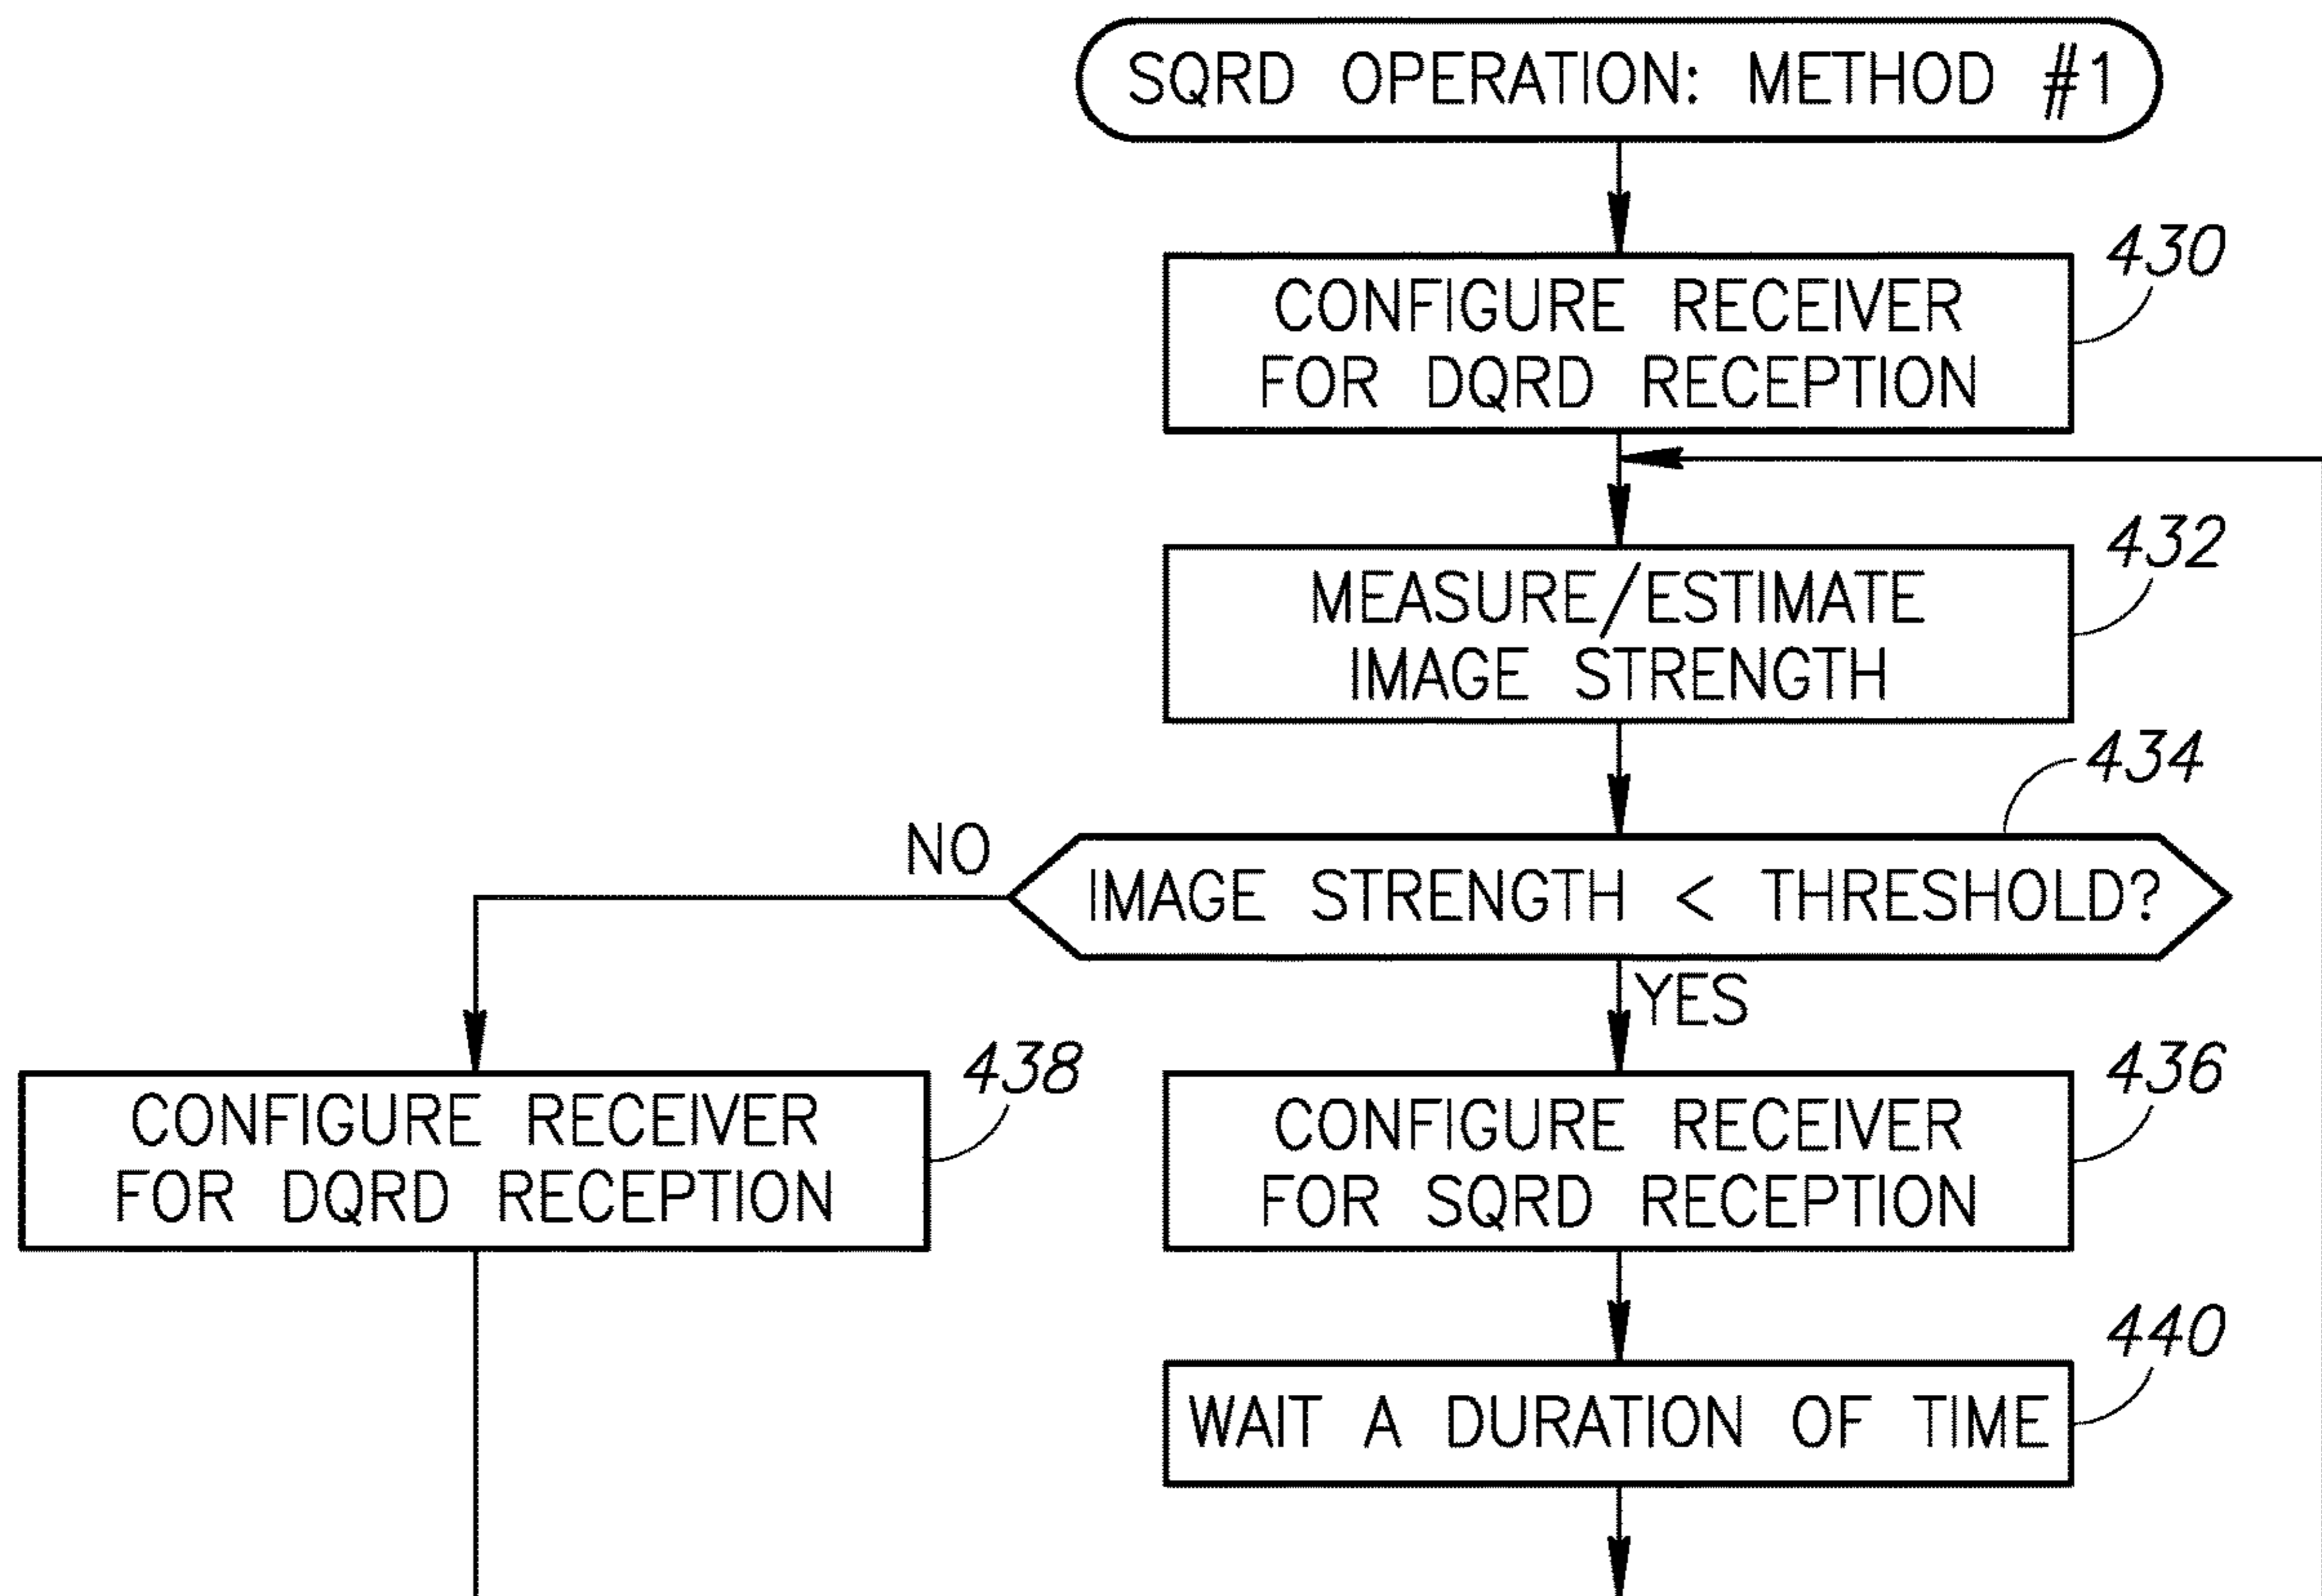 SQRD OPERATION: METHOD #1
430
CONFIGURE RECEIVER
FOR DQRD RECEPTION
432
MEASURE/ESTIMATE
IMAGE STRENGTH
434
NO
IMAGE STRENGTH < THRESHOLD?
YES
438
CONFIGURE RECEIVER
FOR DQRD RECEPTION
436
CONFIGURE RECEIVER
FOR SQRD RECEPTION
440
WAIT A DURATION OF TIME